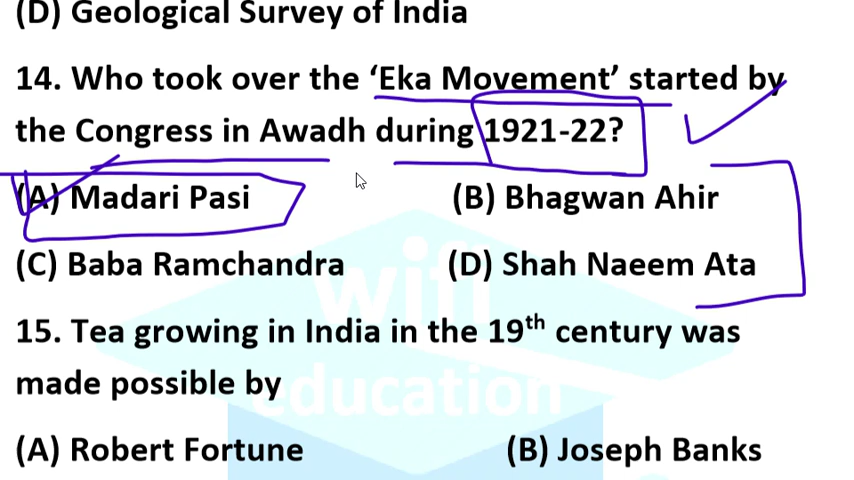 (D) Geological Survey of India
14. Who took over the ‘Eka Movement’ started by
the Congress in Awadh during 1921-22?
(A) Madari Pasi (B) Bhagwan Ahir
(C) Baba Ramchandra (D) Shah Naeem Ata
15. Tea growing in India in the 19th century was
made possible by
(A) Robert Fortune (B) Joseph Banks
wifi
education